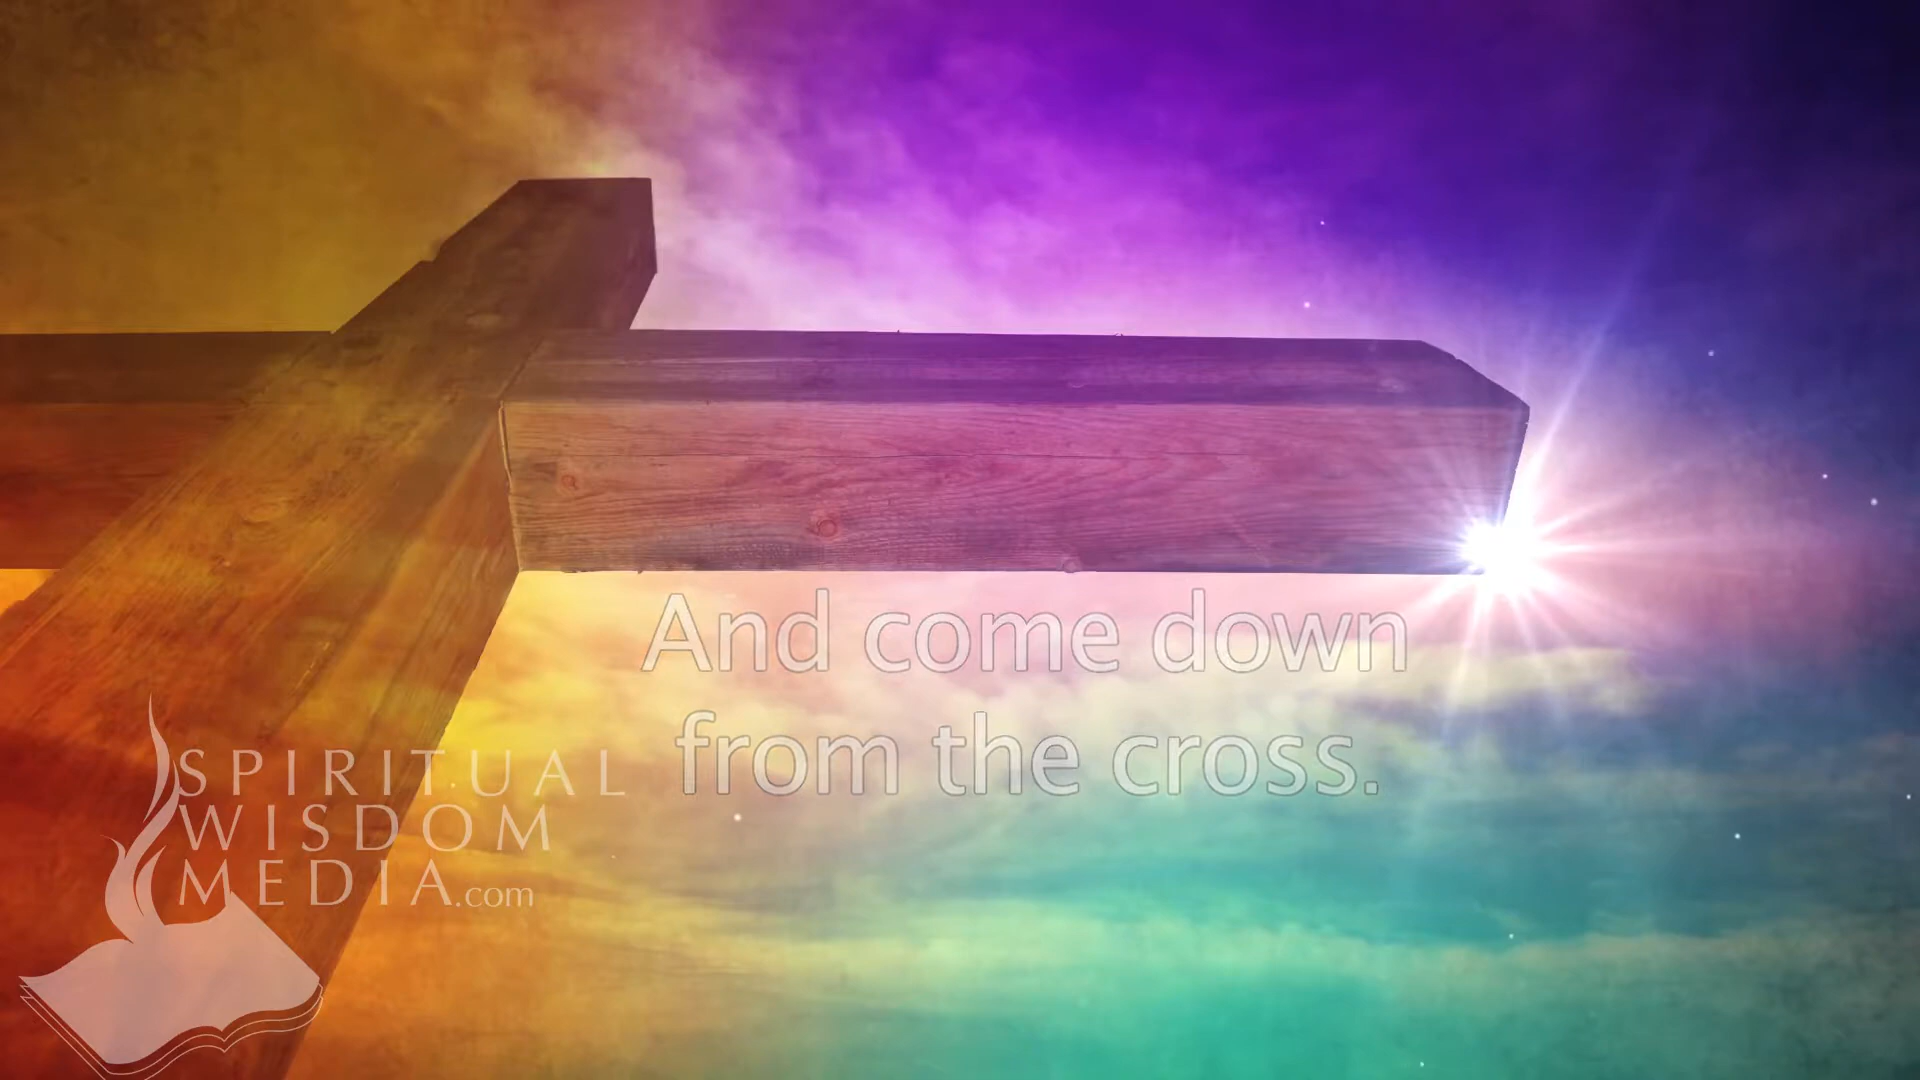 And come down
from the cross.
SPIRITUAL
WISDOM
MEDIA.com